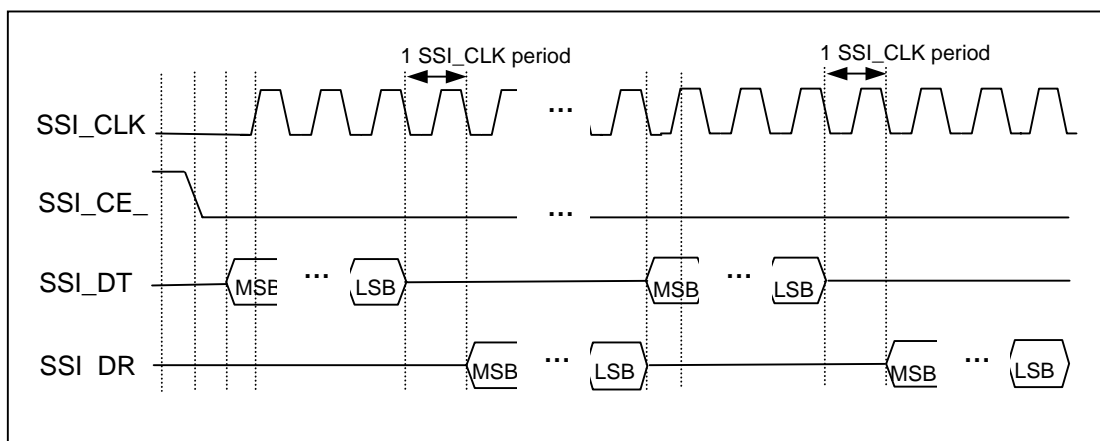 1 SSI_CLK period
1 SSI_CLK period
SSI_CLK
...
SSI_CE_
...
SSI_DT
MSB
...
LSB
MSB
...
LSB
SSI DR
MSB
...
LSB
MSB
...
LSB